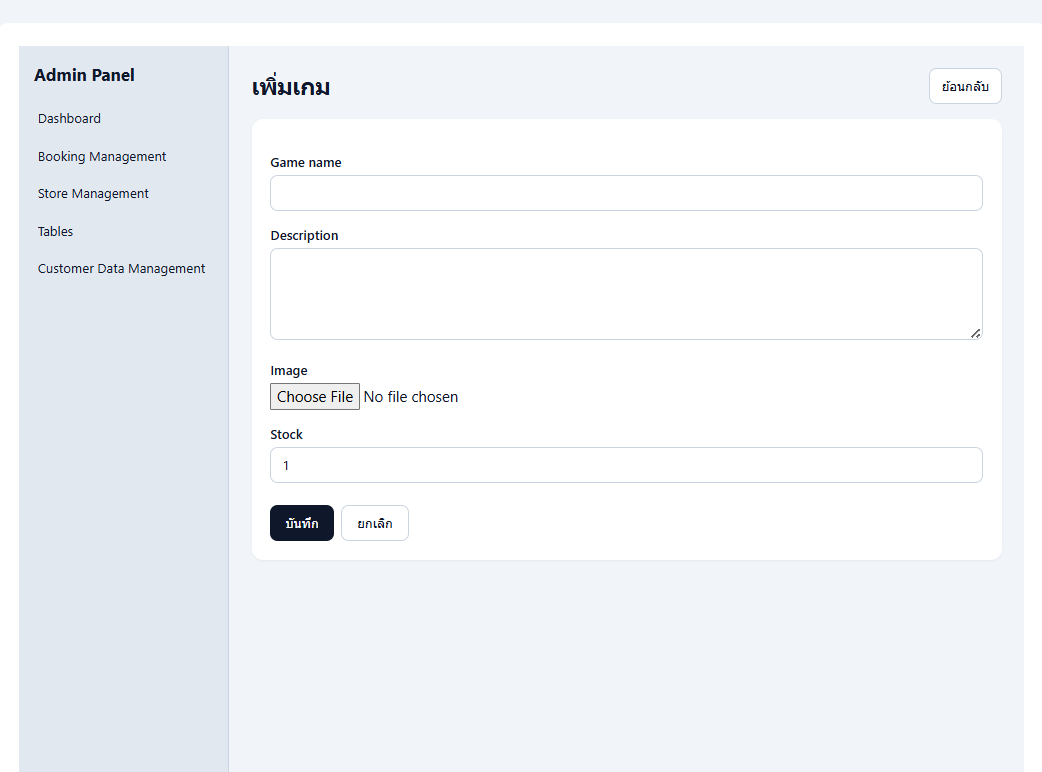 Admin Panel
Dashboard
Booking Management
Store Management
Tables
Customer Data Management
เพิ่มเกม
ย้อนกลับ
Game name
Description
Image
Choose File No file chosen
Stock
1
บันทึก
ยกเลิก